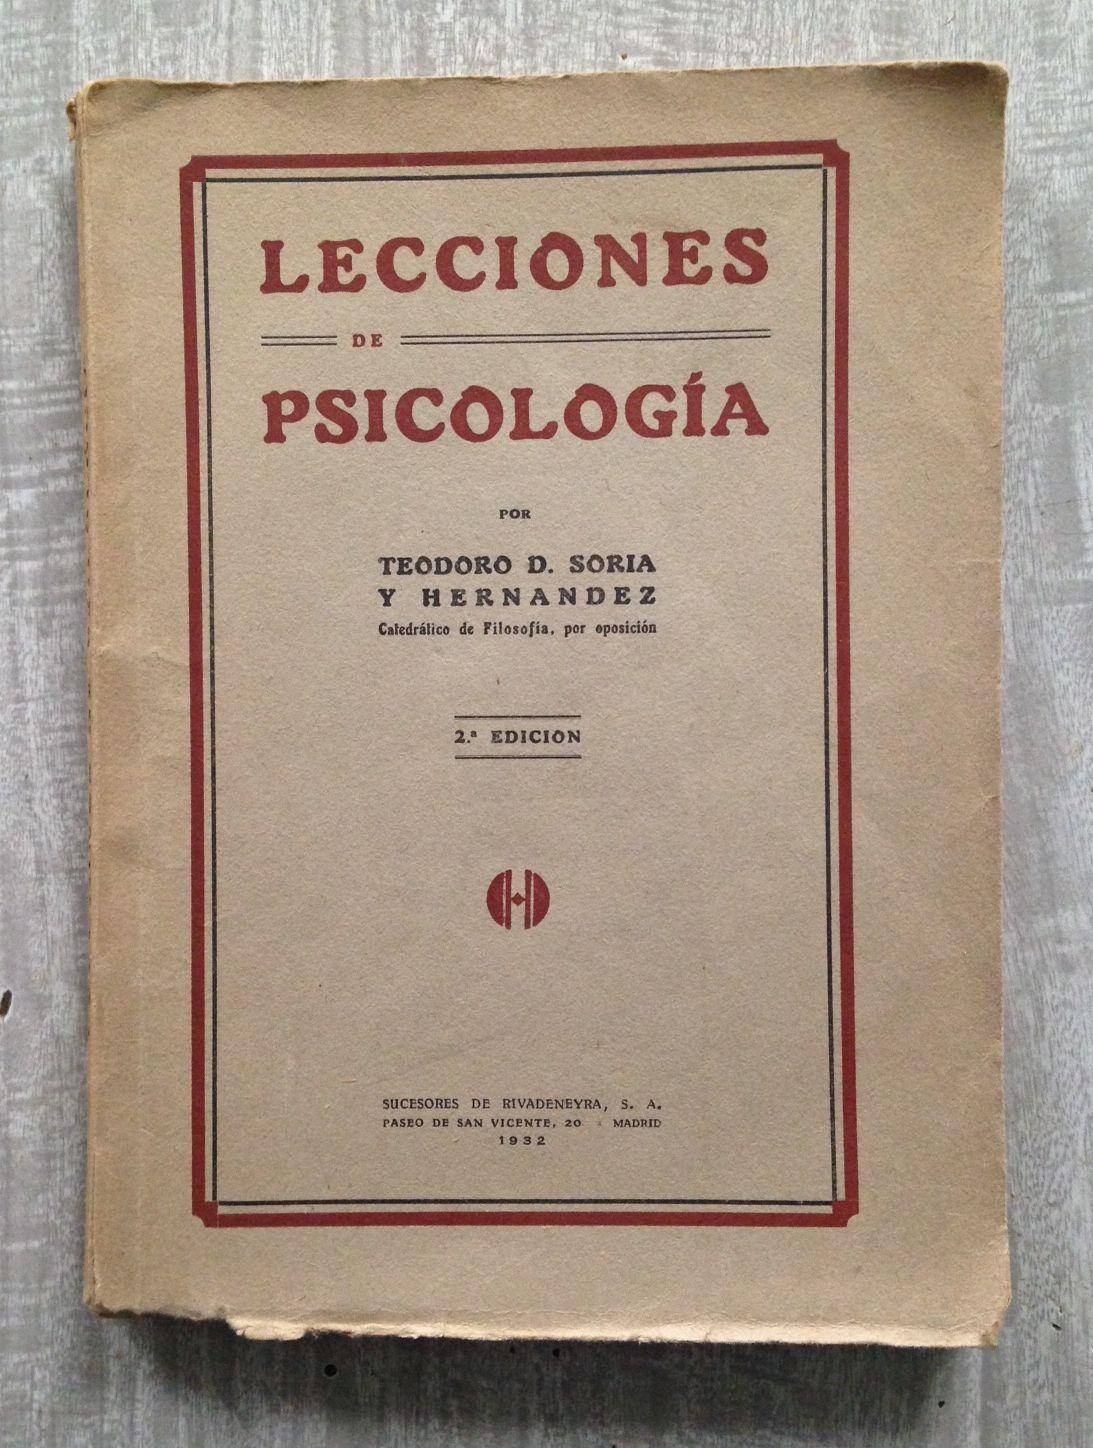 LECCIONES
DE
PSICOLOGÍA
POR
TEODORO D. SORIA
Y HERNANDEZ
Catedrático de Filosofía, por oposición
2.ª EDICION
SUCESORES DE RIVADENEYRA, S. A.
PASEO DE SAN VICENTE, 20 MADRID
1932